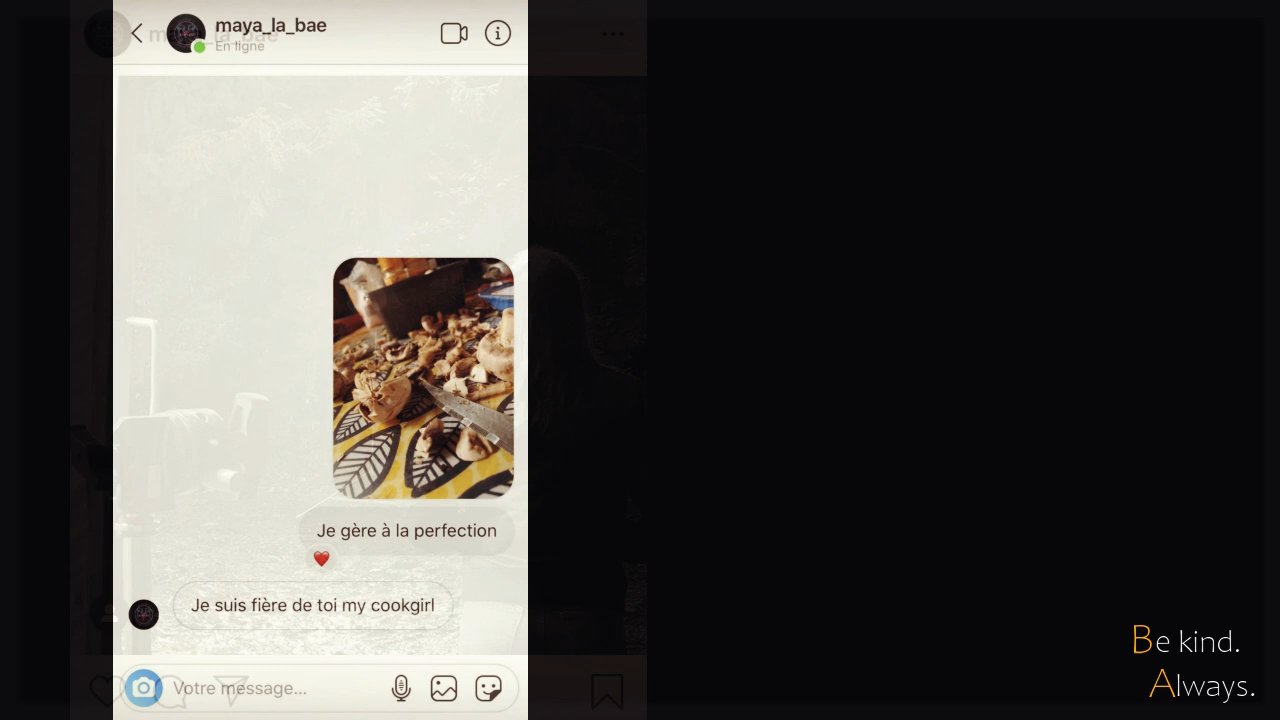 maya_la_bae
En ligne
Je gère à la perfection
Je suis fière de toi my cookgirl
Votre message...
Be kind.
Always.